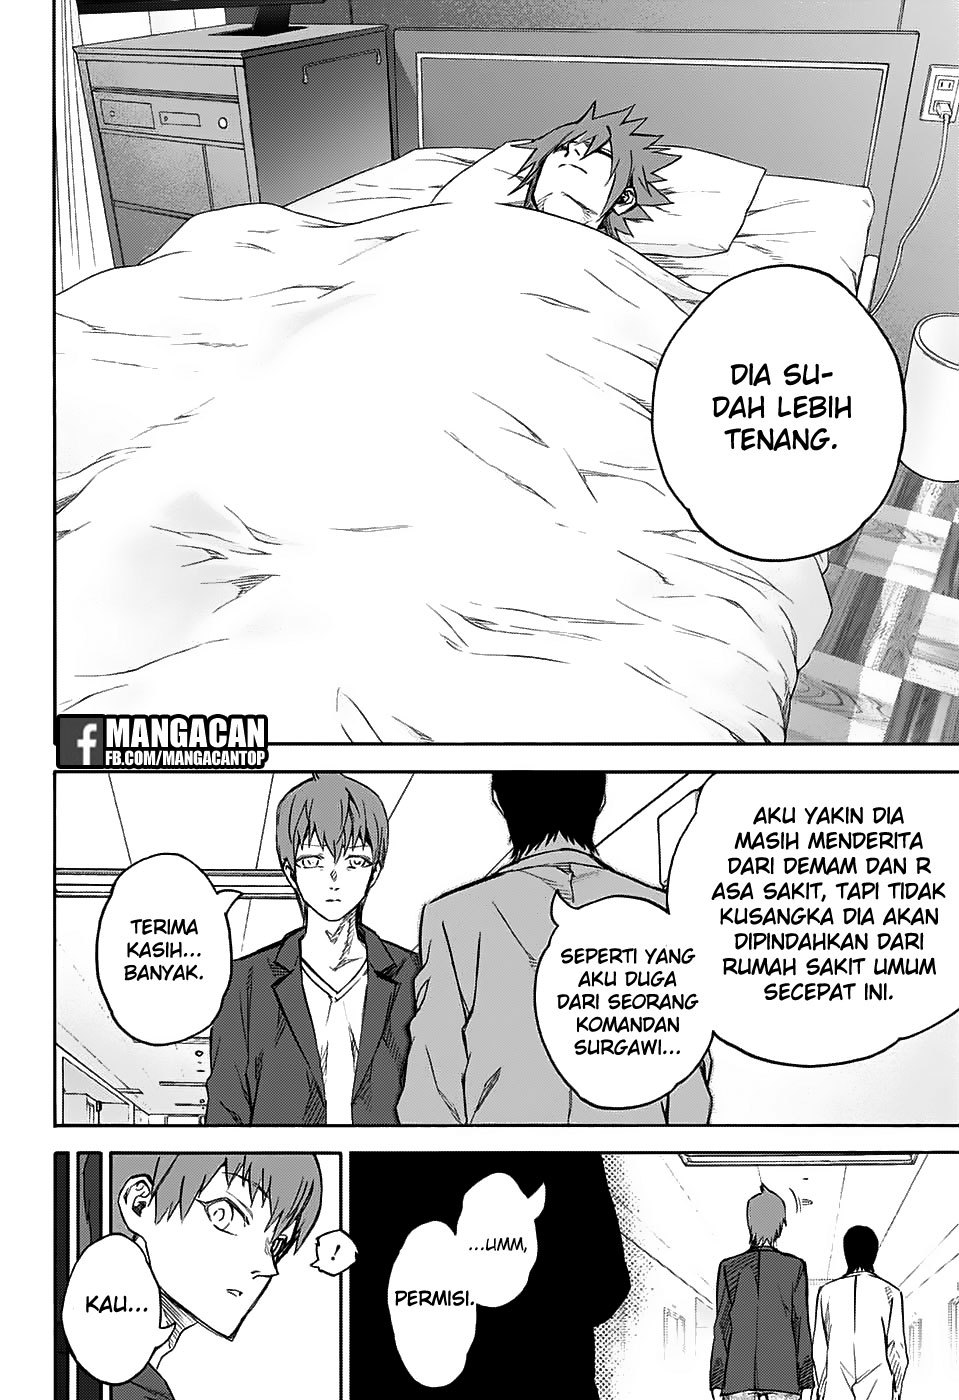 DIA SU-
DAH LEBIH
TENANG.
f MANGACAN
FB.COM/MANGACANTOP
AKU YAKIN DIA
MASIH MENDERITA
DARI DEMAM DAN R
ASA SAKIT, TAPI TIDAK
KUSANGKA DIA AKAN
DIPINDAHKAN DARI
RUMAH SAKIT UMUM
SECEPAT INI.
SEPERTI YANG
AKU DUGA
DARI SEORANG
KOMANDAN
SURGAWI...
TERIMA
KASIH...
BANYAK.
...UMM,
PERMISI.
!
KAU...